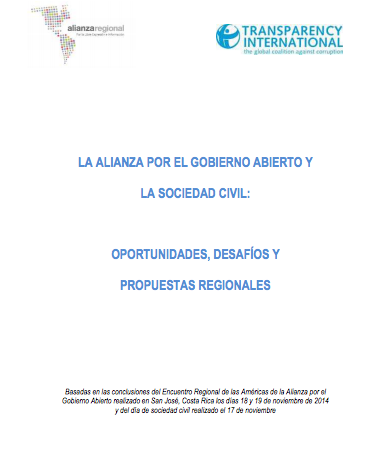 alianzaregional
TRANSPARENCY
INTERNATIONAL
the global coalition against corruption
LA ALIANZA POR EL GOBIERNO ABIERTO Y
LA SOCIEDAD CIVIL:
OPORTUNIDADES, DESAFÍOS Y
PROPUESTAS REGIONALES
Basadas en las conclusiones del Encuentro Regional de las Américas de la Alianza por el
Gobierno Abierto realizado en San José, Costa Rica los días 18 y 19 de noviembre de 2014
y del día de sociedad civil realizado el 17 de noviembre